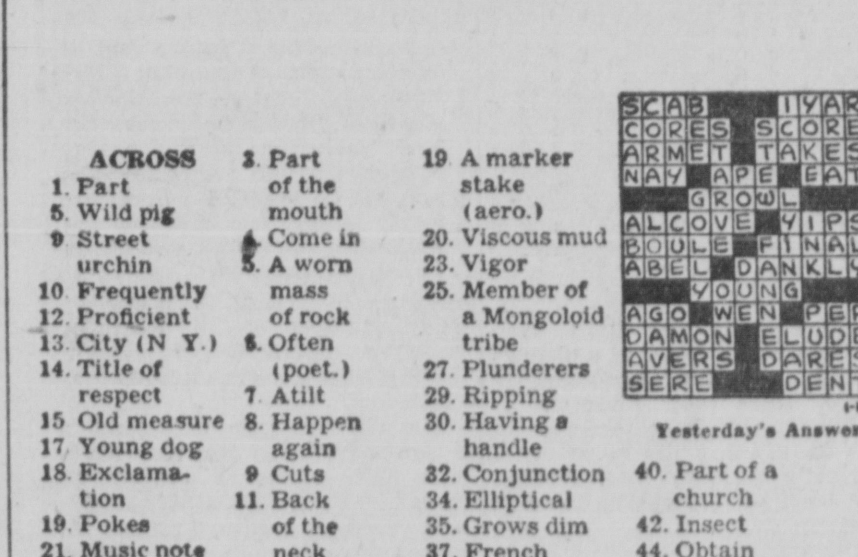 ACROSS
1. Part
5. Wild pig
9 Street
urchin
10. Frequently
12. Proficient
13. City (N Y.)
14. Title of
respect
15 Old measure
17. Young dog
18. Exclama-
tion
19. Pokes
21. Music note
3. Part
of the
mouth
4. Come in
5. A worn
mass
of rock
6. Often
(poet.)
7. Atilt
8. Happen
again
9 Cuts
11. Back
of the
neck
19. A marker
stake
(aero.)
20. Viscous mud
23. Vigor
25. Member of
a Mongoloid
tribe
27. Plunderers
29. Ripping
30. Having a
handle
32. Conjunction
34. Elliptical
35. Grows dim
37. French
SCAB IYAR
CORES SCORE
ARMET TAKES
NAY APE EAT
GROWL
ALCOVE YIPS
BOULE FINAL
ABEL DANKLY
YOUNG
AGO WEN PER
DAMON ELUDE
AVERS DARES
SERE DENT
Yesterday's Answer
40. Part of a
church
42. Insect
44. Obtain